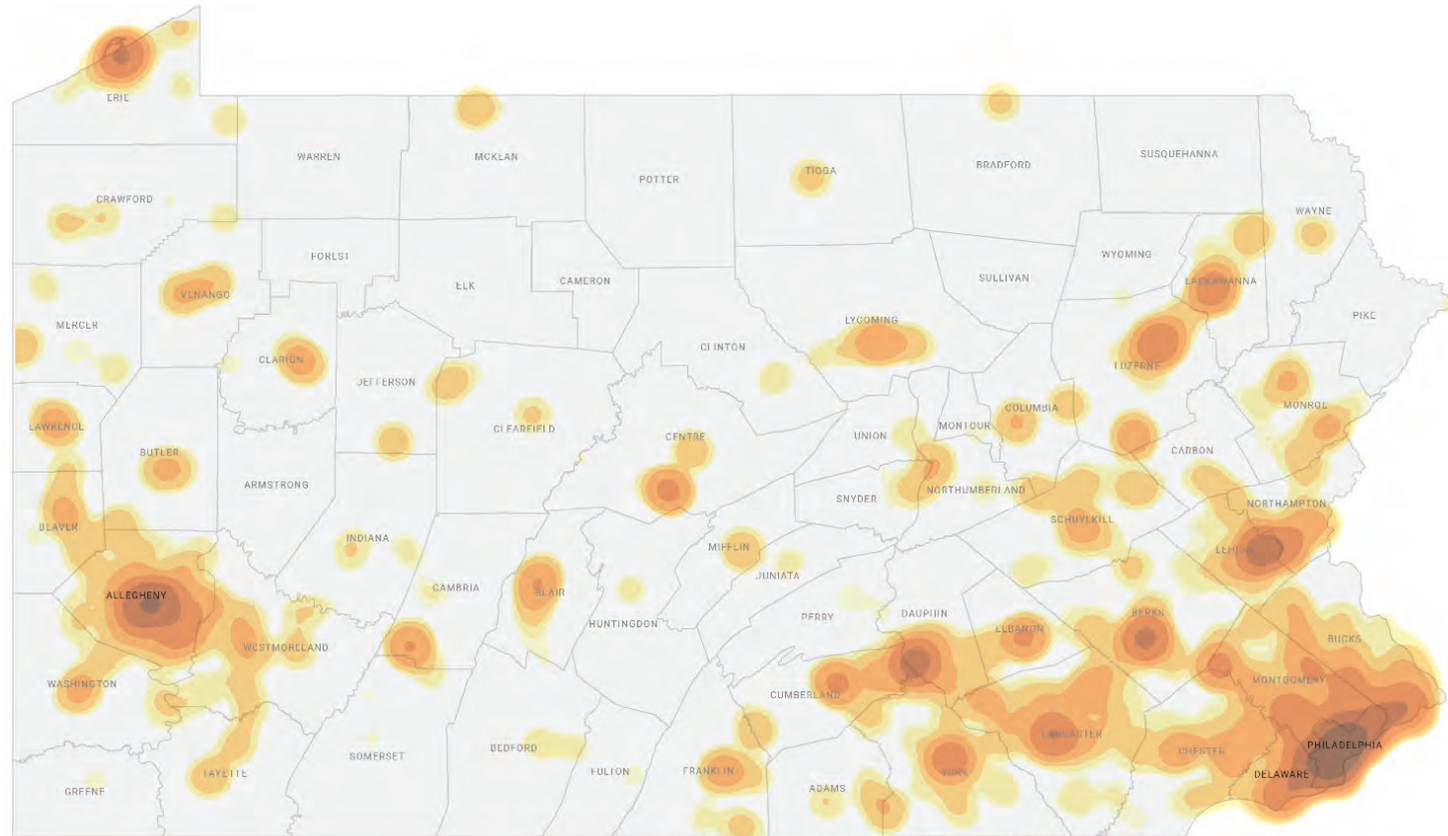 ERIE
WARREN
MCKEAN
POTTER
TIOGA
BRADFORD
SUSQUEHANNA
WAYNE
CRAWFORD
FOREST
ELK
CAMERON
SULLIVAN
WYOMING
LACKAWANNA
PIKE
VENANGO
MERCER
CLARION
JEFFERSON
CLINTON
LYCOMING
LUZERNE
MONROE
COLUMBIA
MONTOUR
UNION
CENTRE
CLEARFIELD
LAWRENCE
BUTLER
ARMSTRONG
CARBON
SNYDER
NORTHUMBERLAND
NORTHAMPTON
SCHUYLKILL
BEAVER
INDIANA
MIFFLIN
JUNIATA
LEHIGH
ALLEGHENY
CAMBRIA
BLAIR
HUNTINGDON
PERRY
DAUPHIN
LEBANON
BERKS
BUCKS
WESTMORELAND
WASHINGTON
CUMBERLAND
MONTGOMERY
LANCASTER
CHESTER
PHILADELPHIA
DELAWARE
SOMERSET
BEDFORD
FULTON
FRANKLIN
ADAMS
YORK
FAYETTE
GREENE